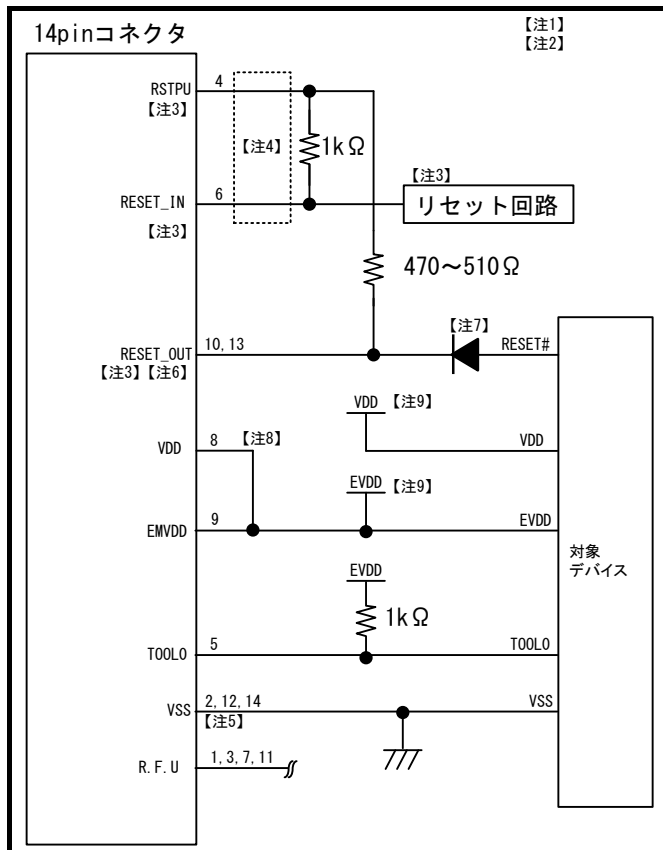 14pinコネクタ
【注1】
【注2】
RSTPU
4
【注3】
【注4】
1kΩ
RESET_IN
6
【注3】
【注3】
リセット回路
470～510Ω
RESET_OUT
10, 13
【注3】【注6】
【注7】
RESET#
VDD
8
【注8】
VDD
【注9】
VDD
EMVDD
9
EVDD
【注9】
EVDD
対象
デバイス
EVDD
1kΩ
TOOL0
5
TOOL0
VSS
2, 12, 14
【注5】
VSS
R.F.U
1, 3, 7, 11